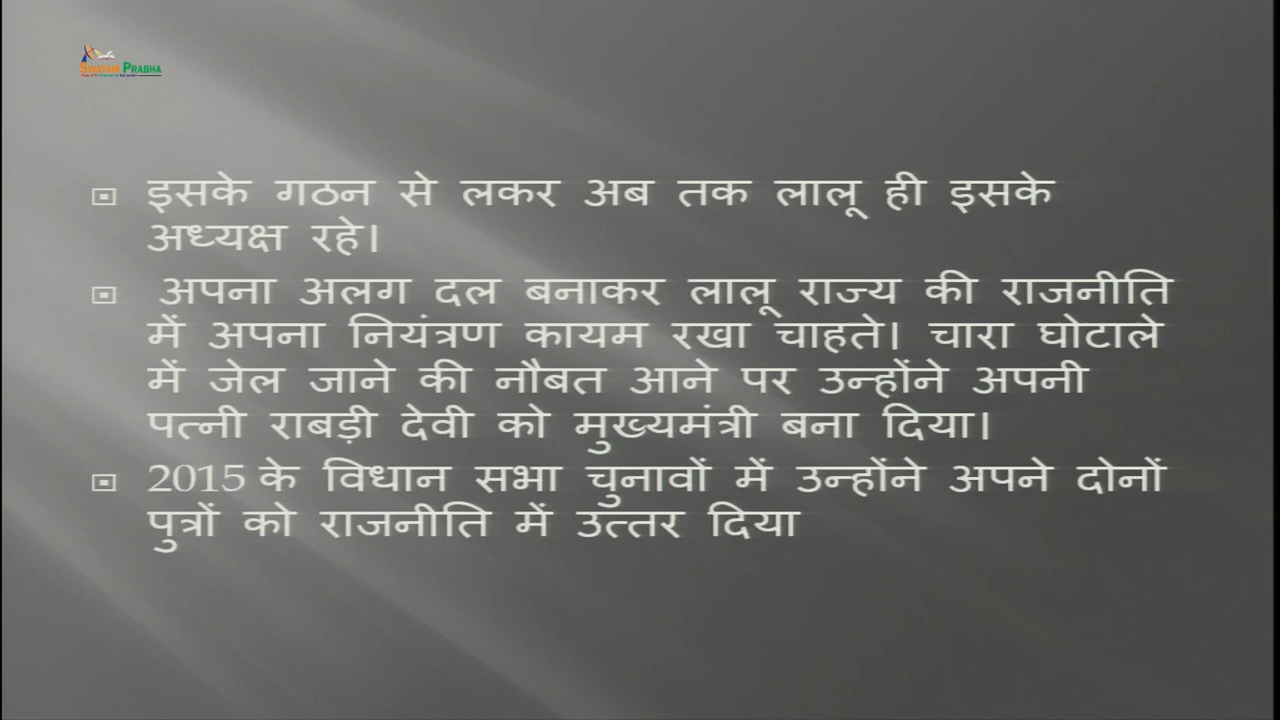 SWAYAM PRABHA
इसके गठन से लकर अब तक लालू ही इसके
अध्यक्ष रहे।
अपना अलग दल बनाकर लालू राज्य की राजनीति
में अपना नियंत्रण कायम रखा चाहते। चारा घोटाले
में जेल जाने की नौबत आने पर उन्होंने अपनी
पत्नी राबड़ी देवी को मुख्यमंत्री बना दिया।
2015 के विधान सभा चुनावों में उन्होंने अपने दोनों
पुत्रों को राजनीति में उत्तर दिया